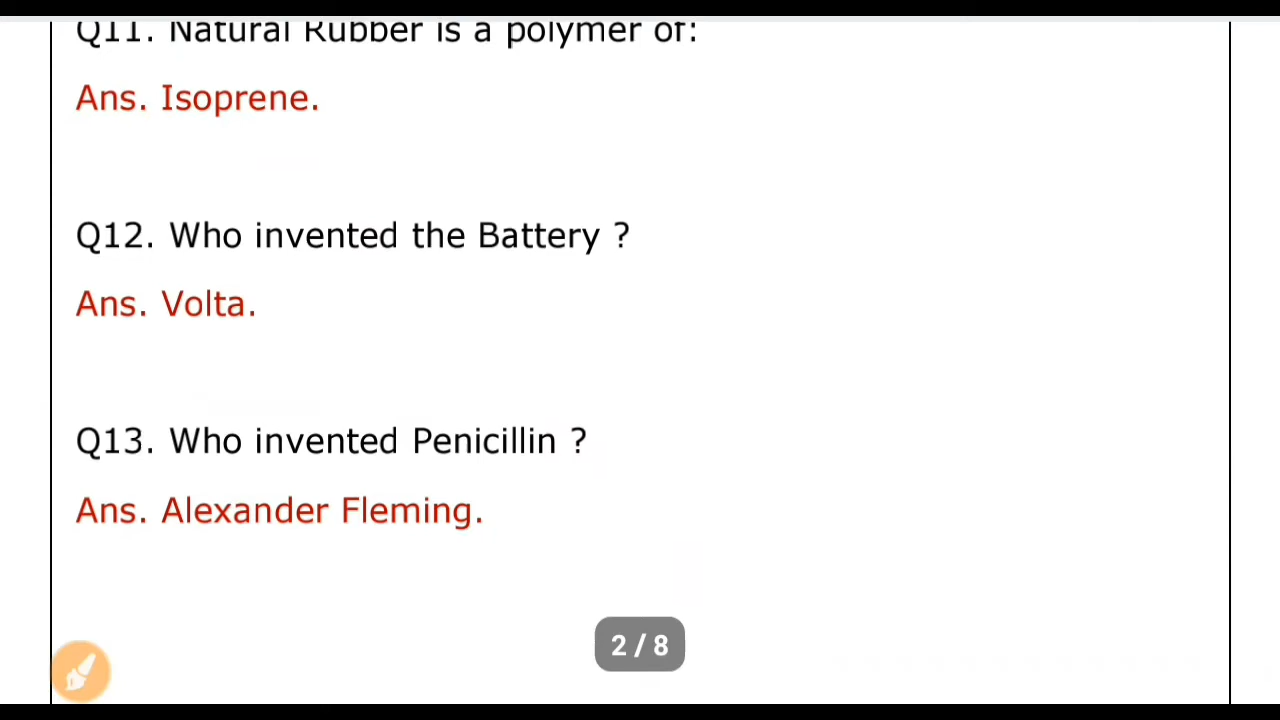 Q11. Natural Rubber is a polymer of:
Ans. Isoprene.
Q12. Who invented the Battery ?
Ans. Volta.
Q13. Who invented Penicillin ?
Ans. Alexander Fleming.
2 / 8